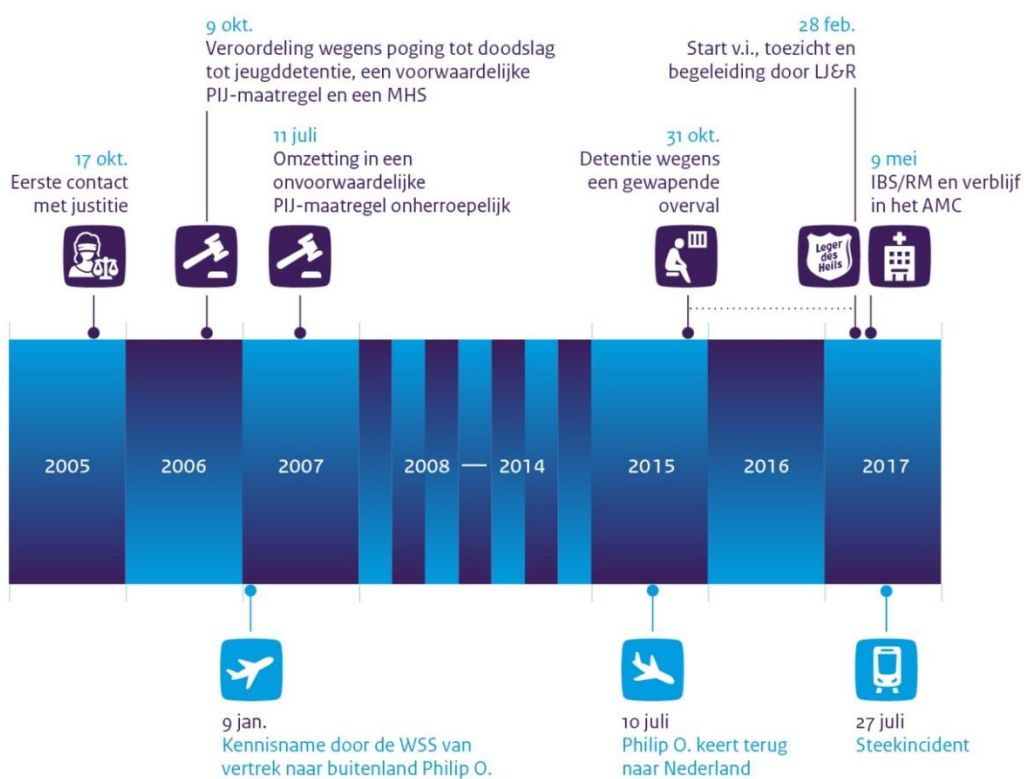 9 okt.
Veroordeling wegens poging tot doodslag
tot jeugddetentie, een voorwaardelijke
PIJ-maatregel en een MHS
28 feb.
Start v.i., toezicht en
begeleiding door LJ&R
17 okt.
Eerste contact
met justitie
11 juli
Omzetting in een
onvoorwaardelijke
PIJ-maatregel onherroepelijk
31 okt.
Detentie wegens
een gewapende
overval
9 mei
IBS/RM en verblijf
in het AMC
Leger
des
Heils
2005
2006
2007
2008 — 2014
2015
2016
2017
9 jan.
Kennisname door de WSS van
vertrek naar buitenland Philip O.
10 juli
Philip O. keert terug
naar Nederland
27 juli
Steekincident